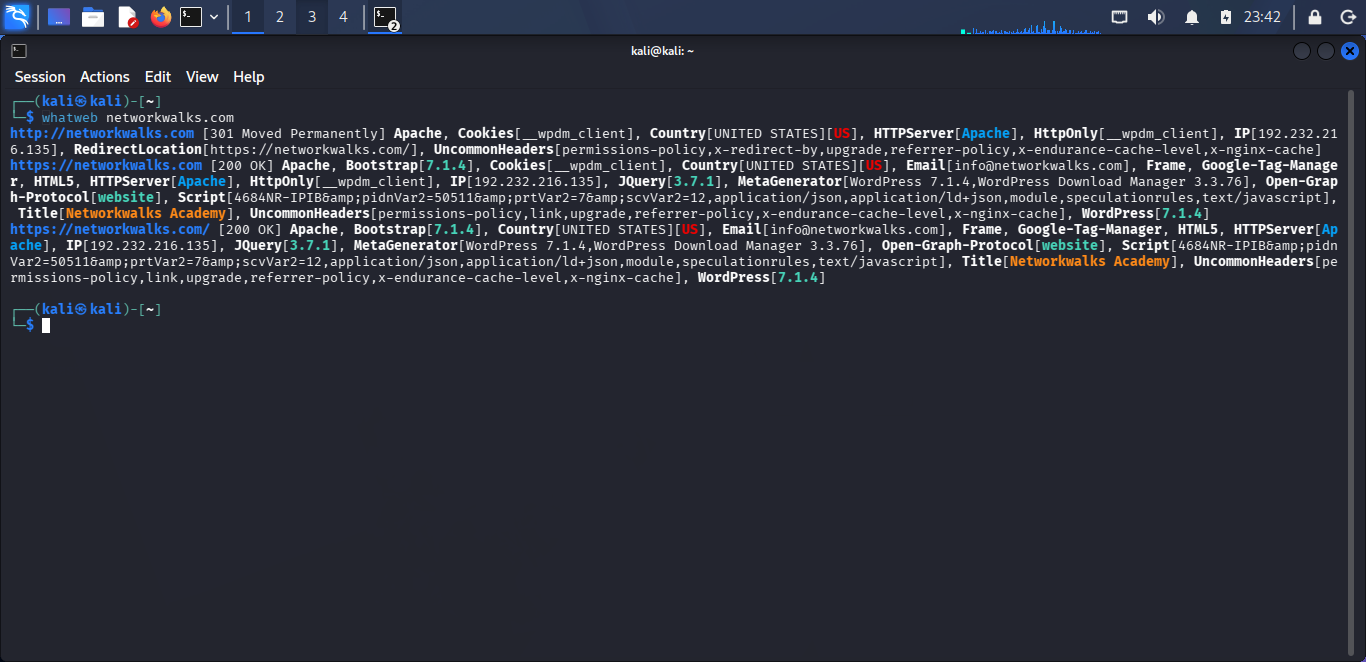 1 2 3 4 2 23:42
kali@kali: ~
Session Actions Edit View Help
┌──(kali㉿kali)-[~]
└─$ whatweb networkwalks.com
http://networkwalks.com [301 Moved Permanently] Apache, Cookies[__wpdm_client], Country[UNITED STATES][US], HTTPServer[Apache], HttpOnly[__wpdm_client], IP[192.232.21
6.135], RedirectLocation[https://networkwalks.com/], UncommonHeaders[permissions-policy,x-redirect-by,upgrade,referrer-policy,x-endurance-cache-level,x-nginx-cache]
https://networkwalks.com [200 OK] Apache, Bootstrap[7.1.4], Cookies[__wpdm_client], Country[UNITED STATES][US], Email[info@networkwalks.com], Frame, Google-Tag-Manage
r, HTML5, HTTPServer[Apache], HttpOnly[__wpdm_client], IP[192.232.216.135], JQuery[3.7.1], MetaGenerator[WordPress 7.1.4,WordPress Download Manager 3.3.76], Open-Grap
h-Protocol[website], Script[4684NR-IPIB&amp;pidnVar2=50511&amp;prtVar2=7&amp;scvVar2=12,application/json,application/ld+json,module,speculationrules,text/javascript],
Title[Networkwalks Academy], UncommonHeaders[permissions-policy,link,upgrade,referrer-policy,x-endurance-cache-level,x-nginx-cache], WordPress[7.1.4]
https://networkwalks.com/ [200 OK] Apache, Bootstrap[7.1.4], Country[UNITED STATES][US], Email[info@networkwalks.com], Frame, Google-Tag-Manager, HTML5, HTTPServer[Ap
ache], IP[192.232.216.135], JQuery[3.7.1], MetaGenerator[WordPress 7.1.4,WordPress Download Manager 3.3.76], Open-Graph-Protocol[website], Script[4684NR-IPIB&amp;pidn
Var2=50511&amp;prtVar2=7&amp;scvVar2=12,application/json,application/ld+json,module,speculationrules,text/javascript], Title[Networkwalks Academy], UncommonHeaders[pe
rmissions-policy,link,upgrade,referrer-policy,x-endurance-cache-level,x-nginx-cache], WordPress[7.1.4]
┌──(kali㉿kali)-[~]
└─$